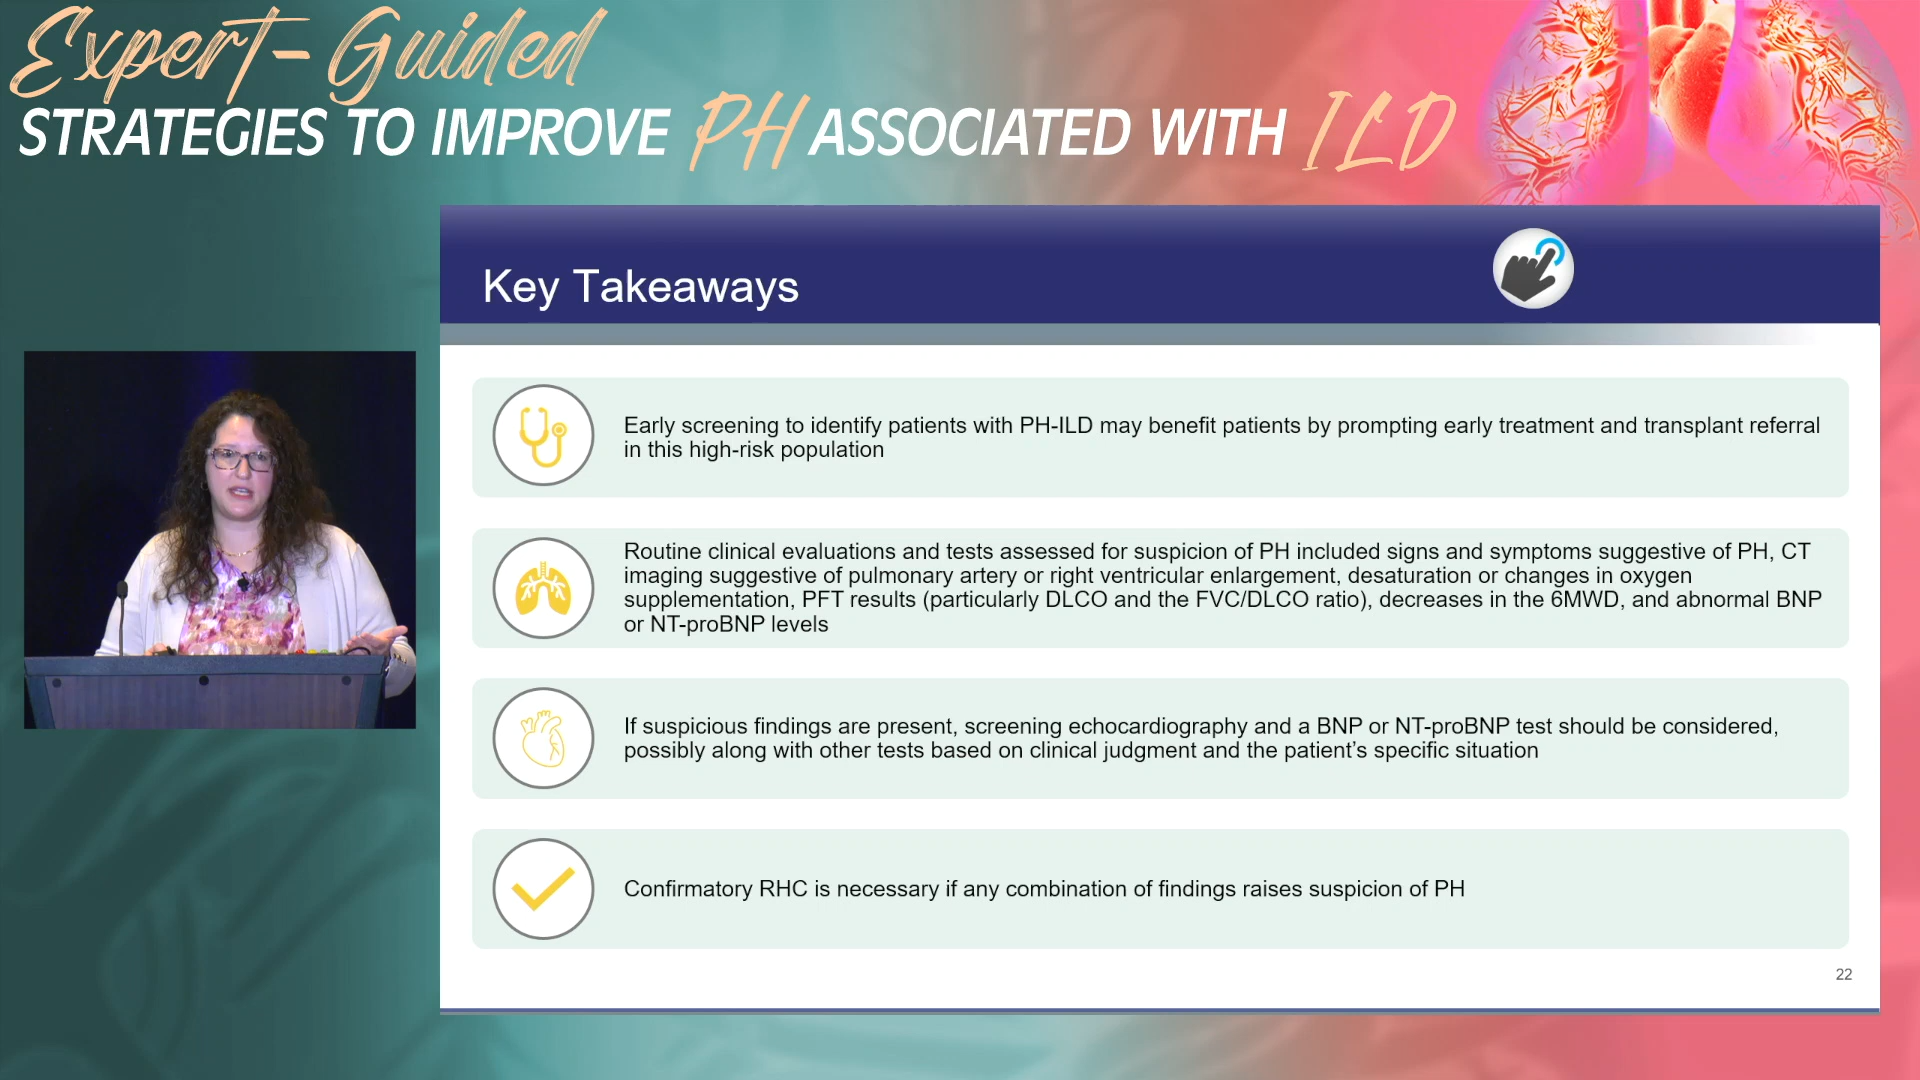 Expert-Guided
STRATEGIES TO IMPROVE PH ASSOCIATED WITH ILD
Key Takeaways
Early screening to identify patients with PH-ILD may benefit patients by prompting early treatment and transplant referral
in this high-risk population
Routine clinical evaluations and tests assessed for suspicion of PH included signs and symptoms suggestive of PH, CT
imaging suggestive of pulmonary artery or right ventricular enlargement, desaturation or changes in oxygen
supplementation, PFT results (particularly DLCO and the FVC/DLCO ratio), decreases in the 6MWD, and abnormal BNP
or NT-proBNP levels
If suspicious findings are present, screening echocardiography and a BNP or NT-proBNP test should be considered,
possibly along with other tests based on clinical judgment and the patient’s specific situation
Confirmatory RHC is necessary if any combination of findings raises suspicion of PH
22